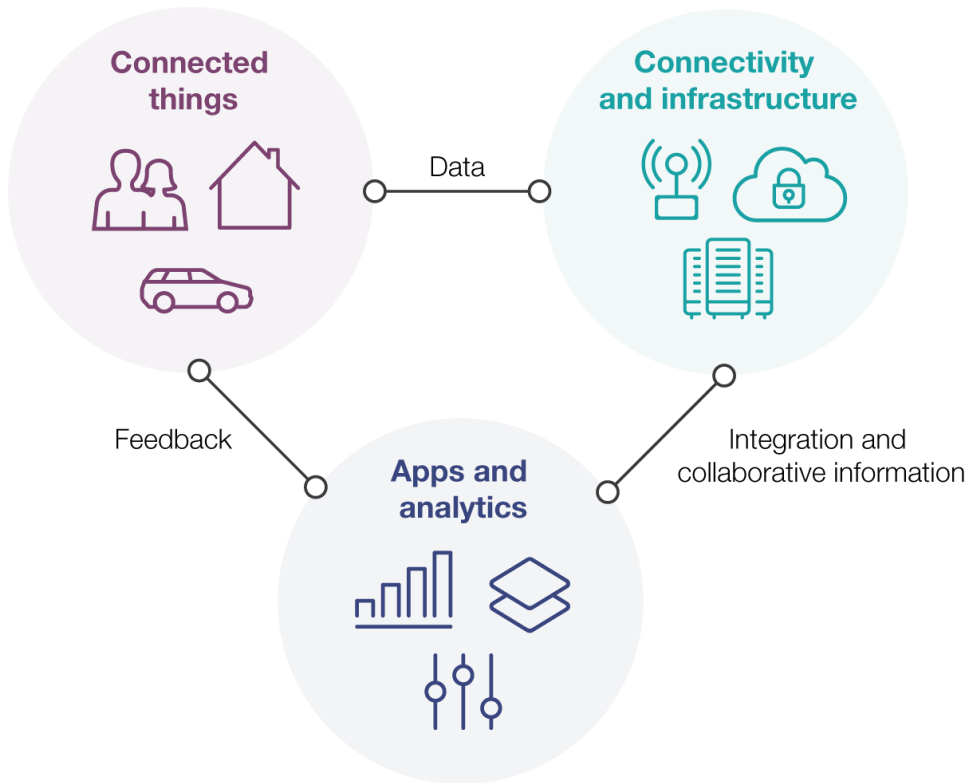 Connected
things
Connectivity
and infrastructure
Data
Feedback
Integration and
collaborative information
Apps and
analytics